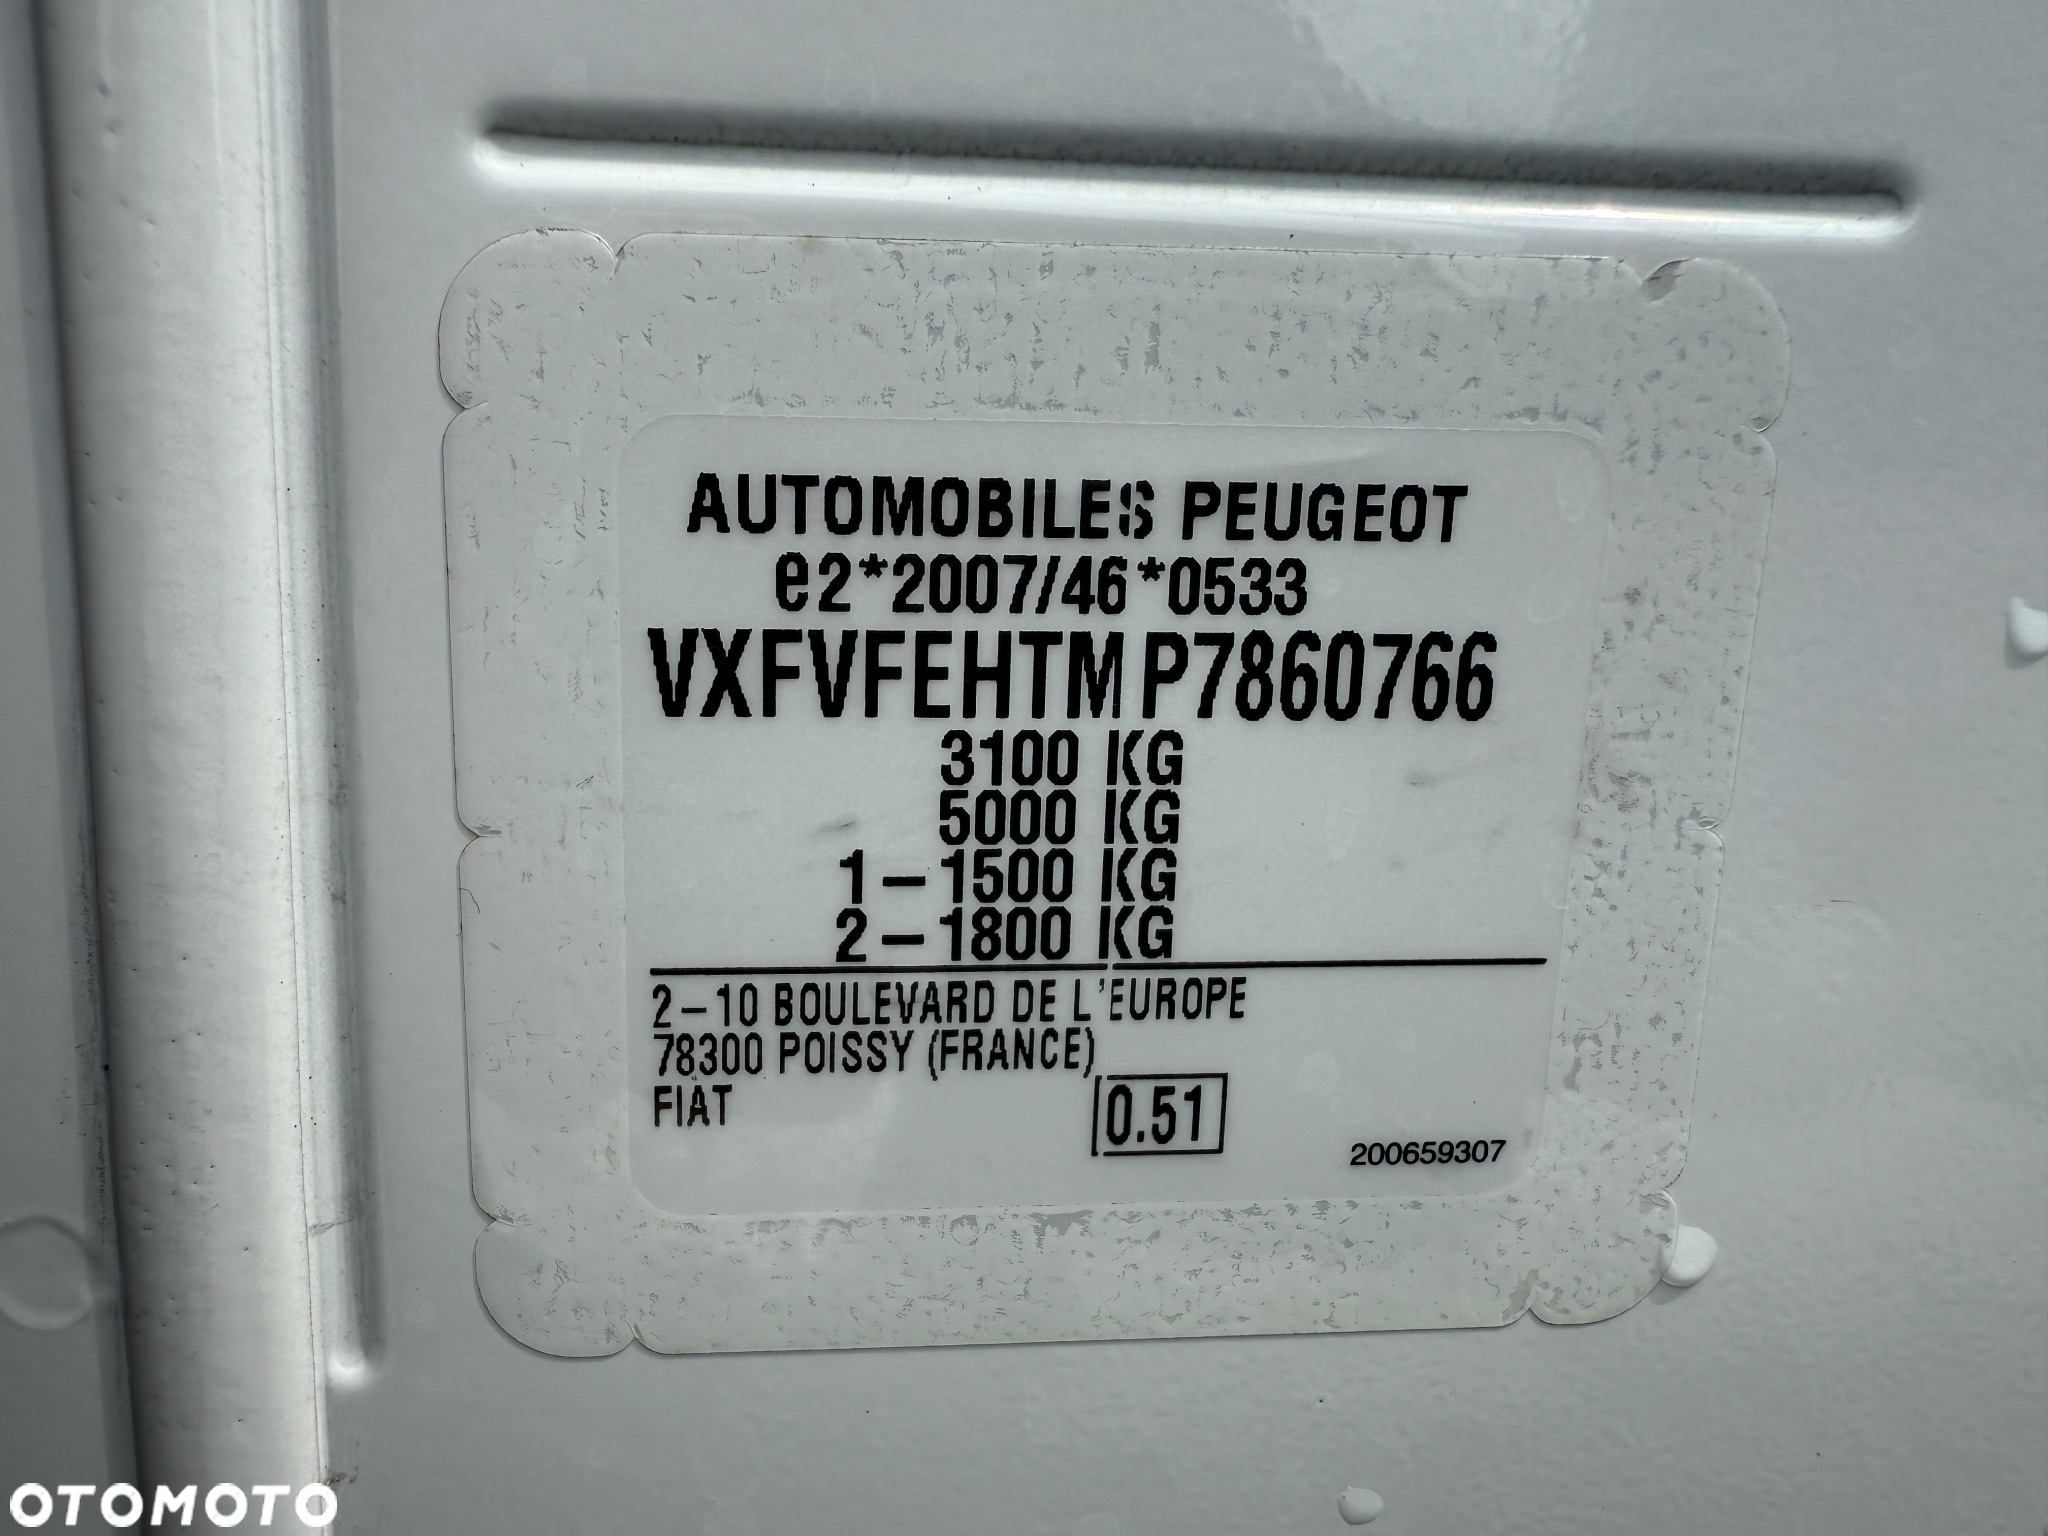 AUTOMOBILES PEUGEOT
e2*2007/46*0533
VXFVFEHTMP7860766
3100 KG
5000 KG
1-1500 KG
2-1800 KG
2-10 BOULEVARD DE L'EUROPE
78300 POISSY (FRANCE)
FIAT
0.51
200659307
OTOMOTO